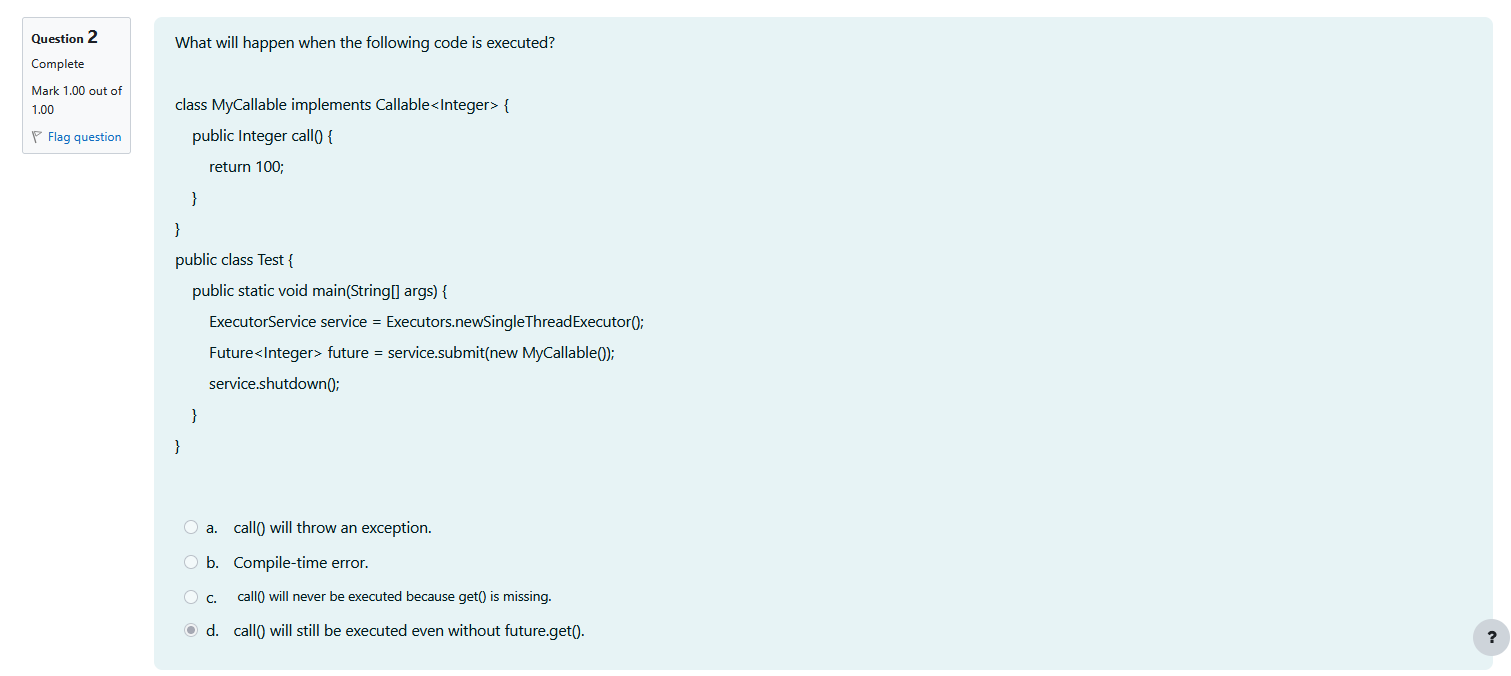 Question 2
Complete
Mark 1.00 out of
1.00
Flag question
What will happen when the following code is executed?
class MyCallable implements Callable<Integer> {
public Integer call() {
return 100;
}
}
public class Test {
public static void main(String[] args) {
ExecutorService service = Executors.newSingleThreadExecutor();
Future<Integer> future = service.submit(new MyCallable());
service.shutdown();
}
}
a. call() will throw an exception.
b. Compile-time error.
c. call() will never be executed because get() is missing.
d. call() will still be executed even without future.get().
?